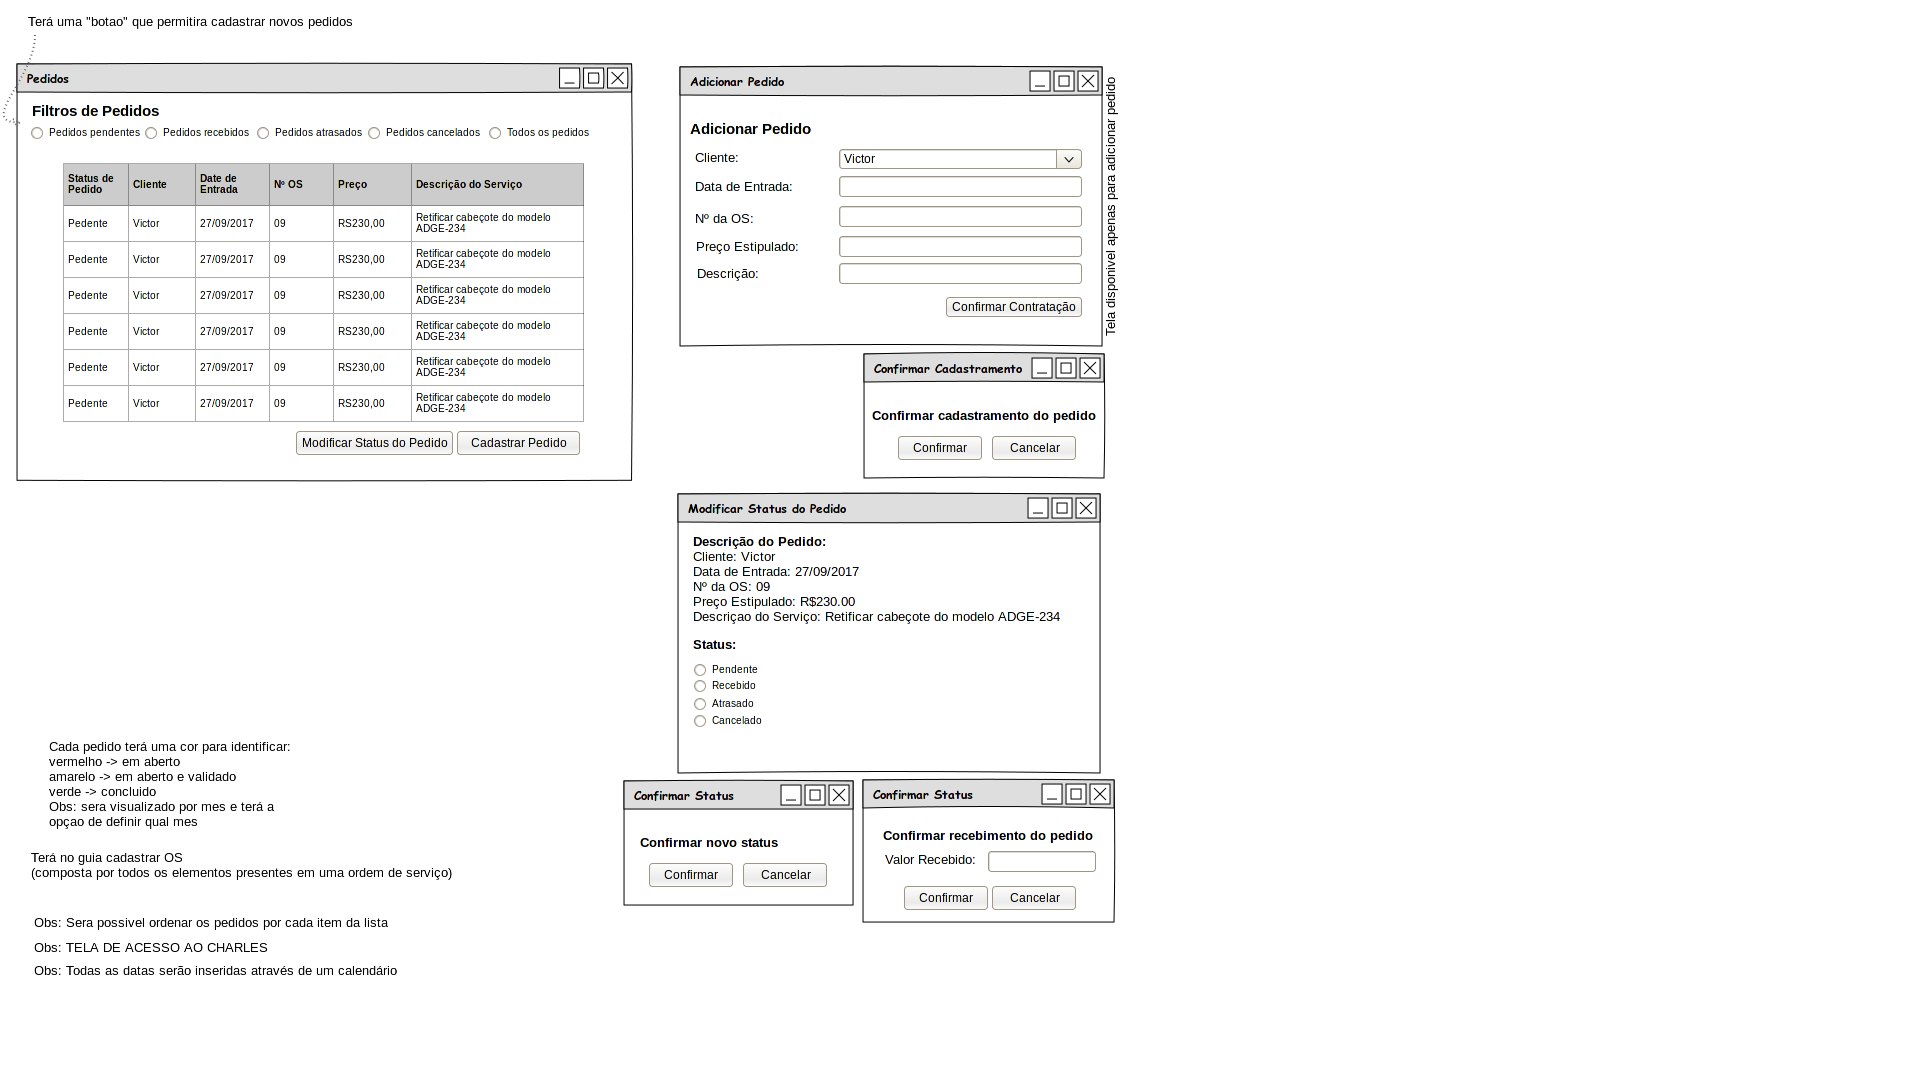 Terá uma "botao" que permitira cadastrar novos pedidos
Pedidos
Filtros de Pedidos
Pedidos pendentes Pedidos recebidos Pedidos atrasados Pedidos cancelados Todos os pedidos
Status de Pedido Cliente Date de Entrada Nº OS Preço Descrição do Serviço
Pedente Victor 27/09/2017 09 RS230,00 Retificar cabeçote do modelo ADGE-234
Pedente Victor 27/09/2017 09 RS230,00 Retificar cabeçote do modelo ADGE-234
Pedente Victor 27/09/2017 09 RS230,00 Retificar cabeçote do modelo ADGE-234
Pedente Victor 27/09/2017 09 RS230,00 Retificar cabeçote do modelo ADGE-234
Pedente Victor 27/09/2017 09 RS230,00 Retificar cabeçote do modelo ADGE-234
Pedente Victor 27/09/2017 09 RS230,00 Retificar cabeçote do modelo ADGE-234
Modificar Status do Pedido Cadastrar Pedido
Adicionar Pedido
Adicionar Pedido
Cliente: Victor
Data de Entrada:
Nº da OS:
Preço Estipulado:
Descrição:
Confirmar Contratação
Tela disponivel apenas para adicionar pedido
Confirmar Cadastramento
Confirmar cadastramento do pedido
Confirmar Cancelar
Modificar Status do Pedido
Descrição do Pedido:
Cliente: Victor
Data de Entrada: 27/09/2017
Nº da OS: 09
Preço Estipulado: R$230.00
Descriçao do Serviço: Retificar cabeçote do modelo ADGE-234
Status:
Pendente
Recebido
Atrasado
Cancelado
Confirmar Status
Confirmar novo status
Confirmar Cancelar
Confirmar Status
Confirmar recebimento do pedido
Valor Recebido:
Confirmar Cancelar
Cada pedido terá uma cor para identificar:
vermelho -> em aberto
amarelo -> em aberto e validado
verde -> concluido
Obs: sera visualizado por mes e terá a
opçao de definir qual mes
Terá no guia cadastrar OS
(composta por todos os elementos presentes em uma ordem de serviço)
Obs: Sera possivel ordenar os pedidos por cada item da lista
Obs: TELA DE ACESSO AO CHARLES
Obs: Todas as datas serão inseridas através de um calendário